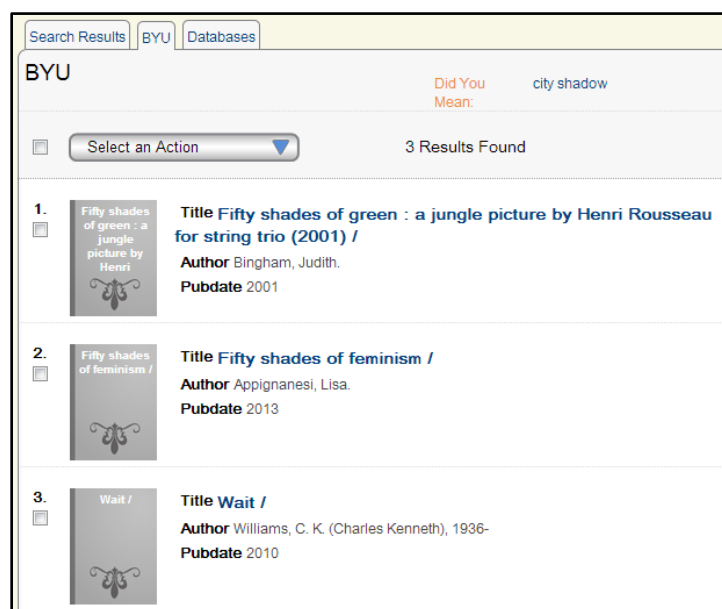 Search Results
BYU
Databases
BYU
Did You Mean:
city shadow
Select an Action
3 Results Found
1.
Fifty shades
of green : a
jungle
picture by
Henri
Title Fifty shades of green : a jungle picture by Henri Rousseau
for string trio (2001) /
Author Bingham, Judith.
Pubdate 2001
2.
Fifty shades
of feminism /
Title Fifty shades of feminism /
Author Appignanesi, Lisa.
Pubdate 2013
3.
Wait /
Title Wait /
Author Williams, C. K. (Charles Kenneth), 1936-
Pubdate 2010